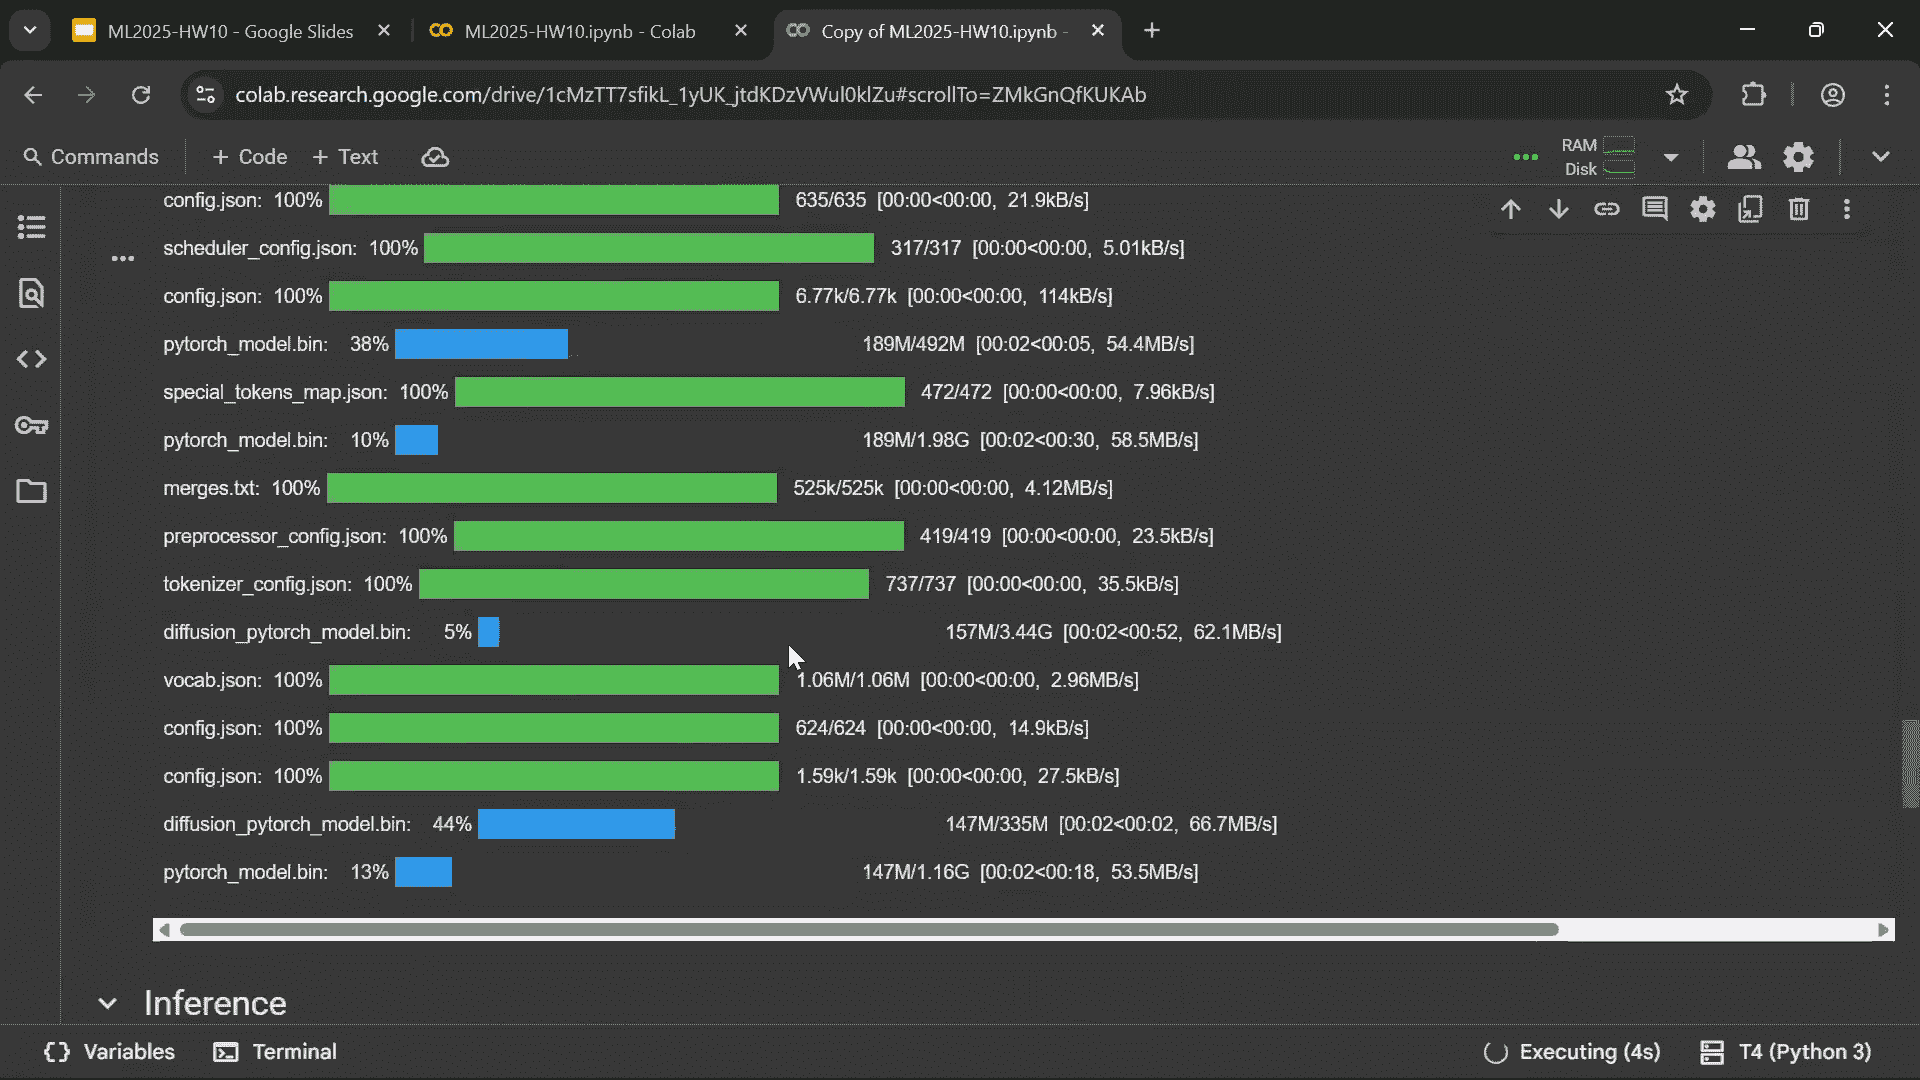 ML2025-HW10 - Google Slides
ML2025-HW10.ipynb - Colab
Copy of ML2025-HW10.ipynb -
colab.research.google.com/drive/1cMzTT7sfikL_1yUK_jtdKDzVWul0klZu#scrollTo=ZMkGnQfKUKAb
Commands + Code + Text RAM
Disk
config.json: 100% 635/635 [00:00<00:00, 21.9kB/s]
scheduler_config.json: 100% 317/317 [00:00<00:00, 5.01kB/s]
config.json: 100% 6.77k/6.77k [00:00<00:00, 114kB/s]
pytorch_model.bin: 38% 189M/492M [00:02<00:05, 54.4MB/s]
special_tokens_map.json: 100% 472/472 [00:00<00:00, 7.96kB/s]
pytorch_model.bin: 10% 189M/1.98G [00:02<00:30, 58.5MB/s]
merges.txt: 100% 525k/525k [00:00<00:00, 4.12MB/s]
preprocessor_config.json: 100% 419/419 [00:00<00:00, 23.5kB/s]
tokenizer_config.json: 100% 737/737 [00:00<00:00, 35.5kB/s]
diffusion_pytorch_model.bin: 5% 157M/3.44G [00:02<00:52, 62.1MB/s]
vocab.json: 100% 1.06M/1.06M [00:00<00:00, 2.96MB/s]
config.json: 100% 624/624 [00:00<00:00, 14.9kB/s]
config.json: 100% 1.59k/1.59k [00:00<00:00, 27.5kB/s]
diffusion_pytorch_model.bin: 44% 147M/335M [00:02<00:02, 66.7MB/s]
pytorch_model.bin: 13% 147M/1.16G [00:02<00:18, 53.5MB/s]
Inference
Variables Terminal Executing (4s) T4 (Python 3)